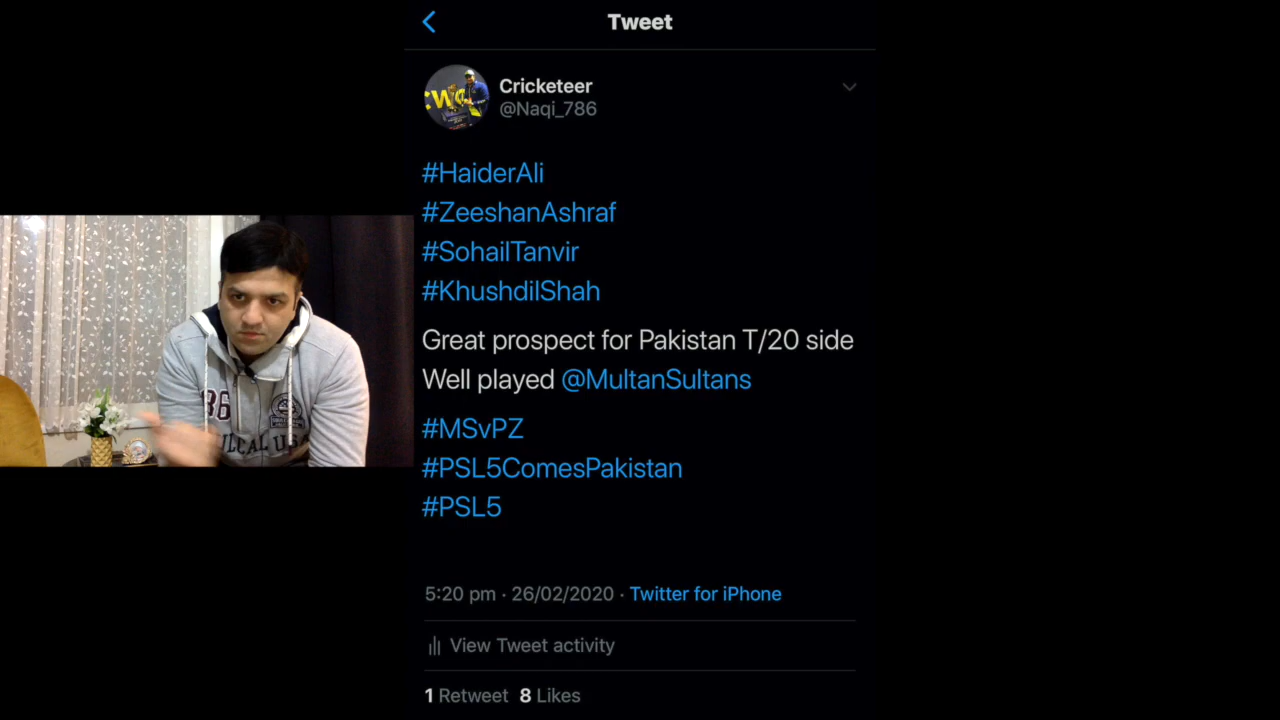 Tweet
Cricketeer
@Naqi_786
#HaiderAli
#ZeeshanAshraf
#SohailTanvir
#KhushdilShah
Great prospect for Pakistan T/20 side
Well played @MultanSultans
#MSvPZ
#PSL5ComesPakistan
#PSL5
5:20 pm · 26/02/2020 · Twitter for iPhone
View Tweet activity
1 Retweet 8 Likes